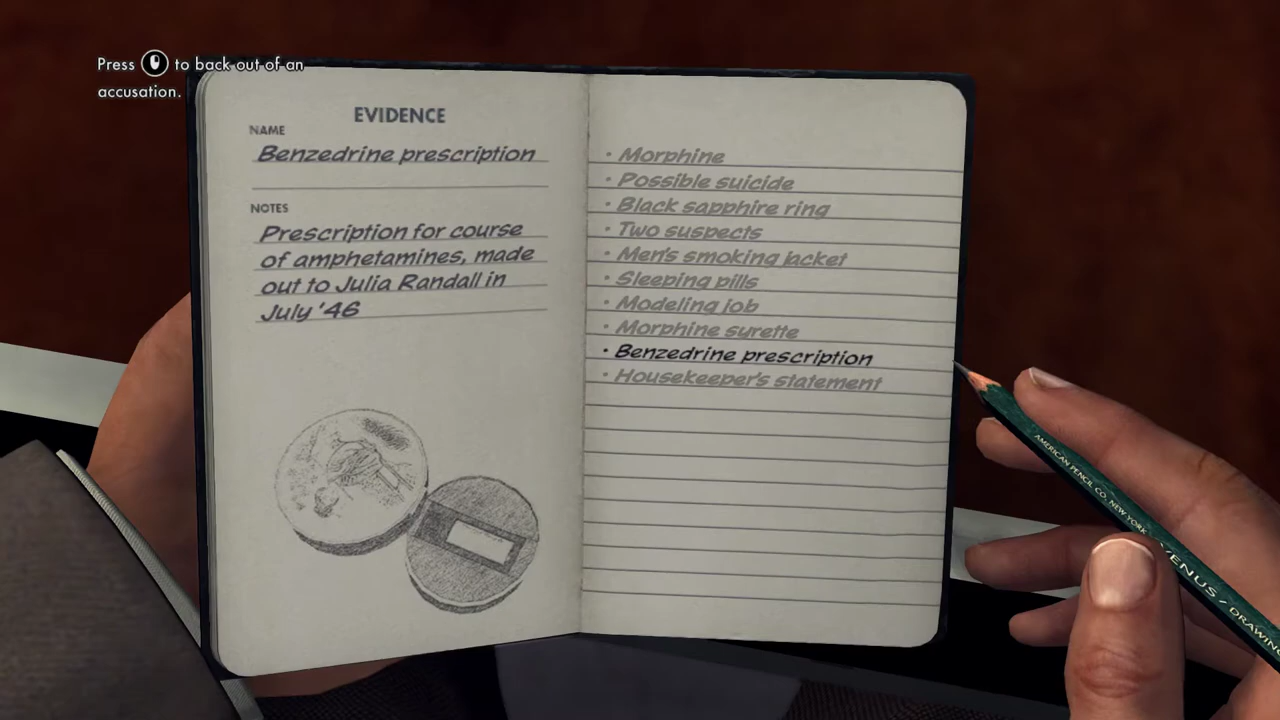 Press to back out of an
accusation.
EVIDENCE
NAME
Benzedrine prescription
NOTES
Prescription for course
of amphetamines, made
out to Julia Randall in
July '46
• Morphine
• Possible suicide
• Black sapphire ring
• Two suspects
• Men's smoking jacket
• Sleeping pills
• Modeling job
• Morphine surette
• Benzedrine prescription
• Housekeeper's statement
AMERICAN PENCIL CO. NEW YORK
VENUS / DRAWING